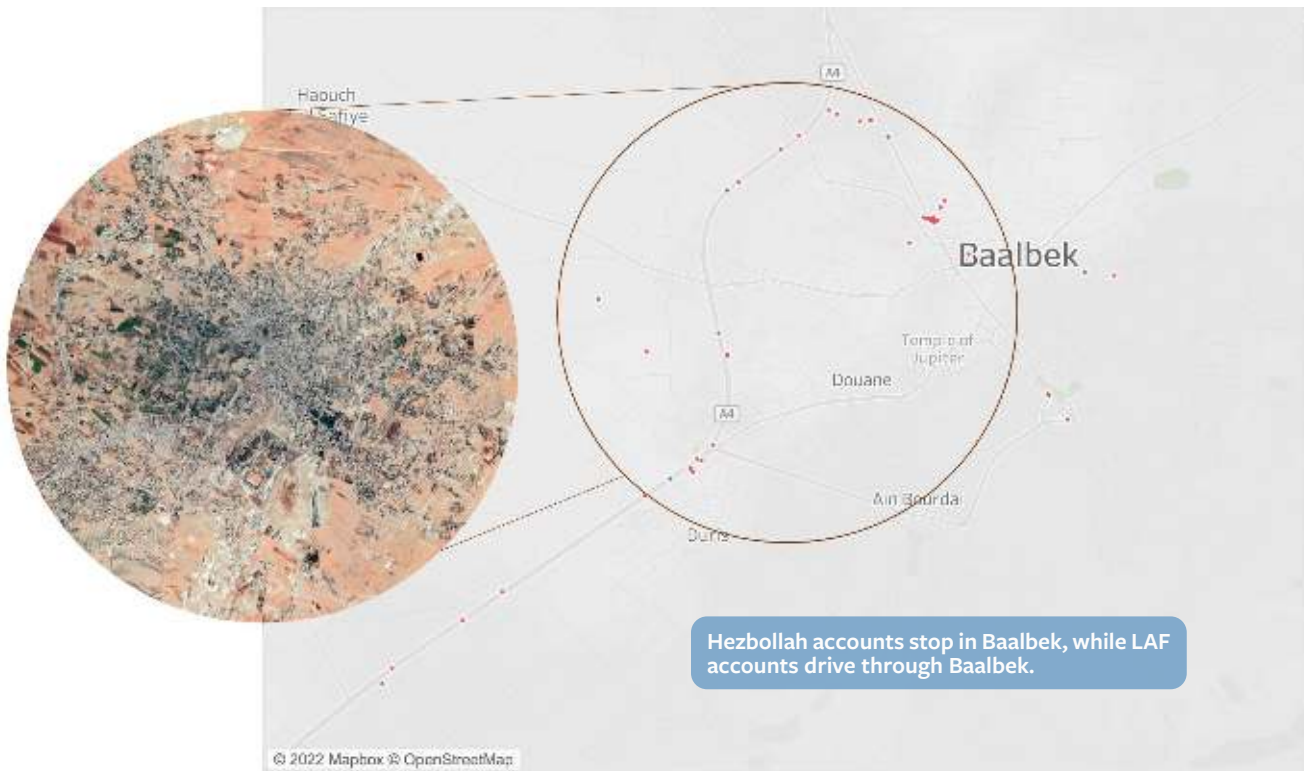 A4
Haouch
Baalbek
Temple of
Jupiter
Douane
A4
Ain Bourda
Hezbollah accounts stop in Baalbek, while LAF
accounts drive through Baalbek.
© 2022 Mapbox © OpenStreetMap